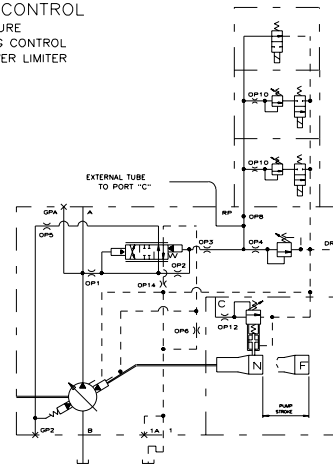 CONTROL
URE
G CONTROL
ER LIMITER
OP10
OP10
EXTERNAL TUBE
TO PORT "C"
GPA
A
RP
OP8
OP5
OP3
OP4
DR
OP2
OP1
OP14
C
OP12
OP6
N
F
PUMP
STROKE
GP2
B
1A
1